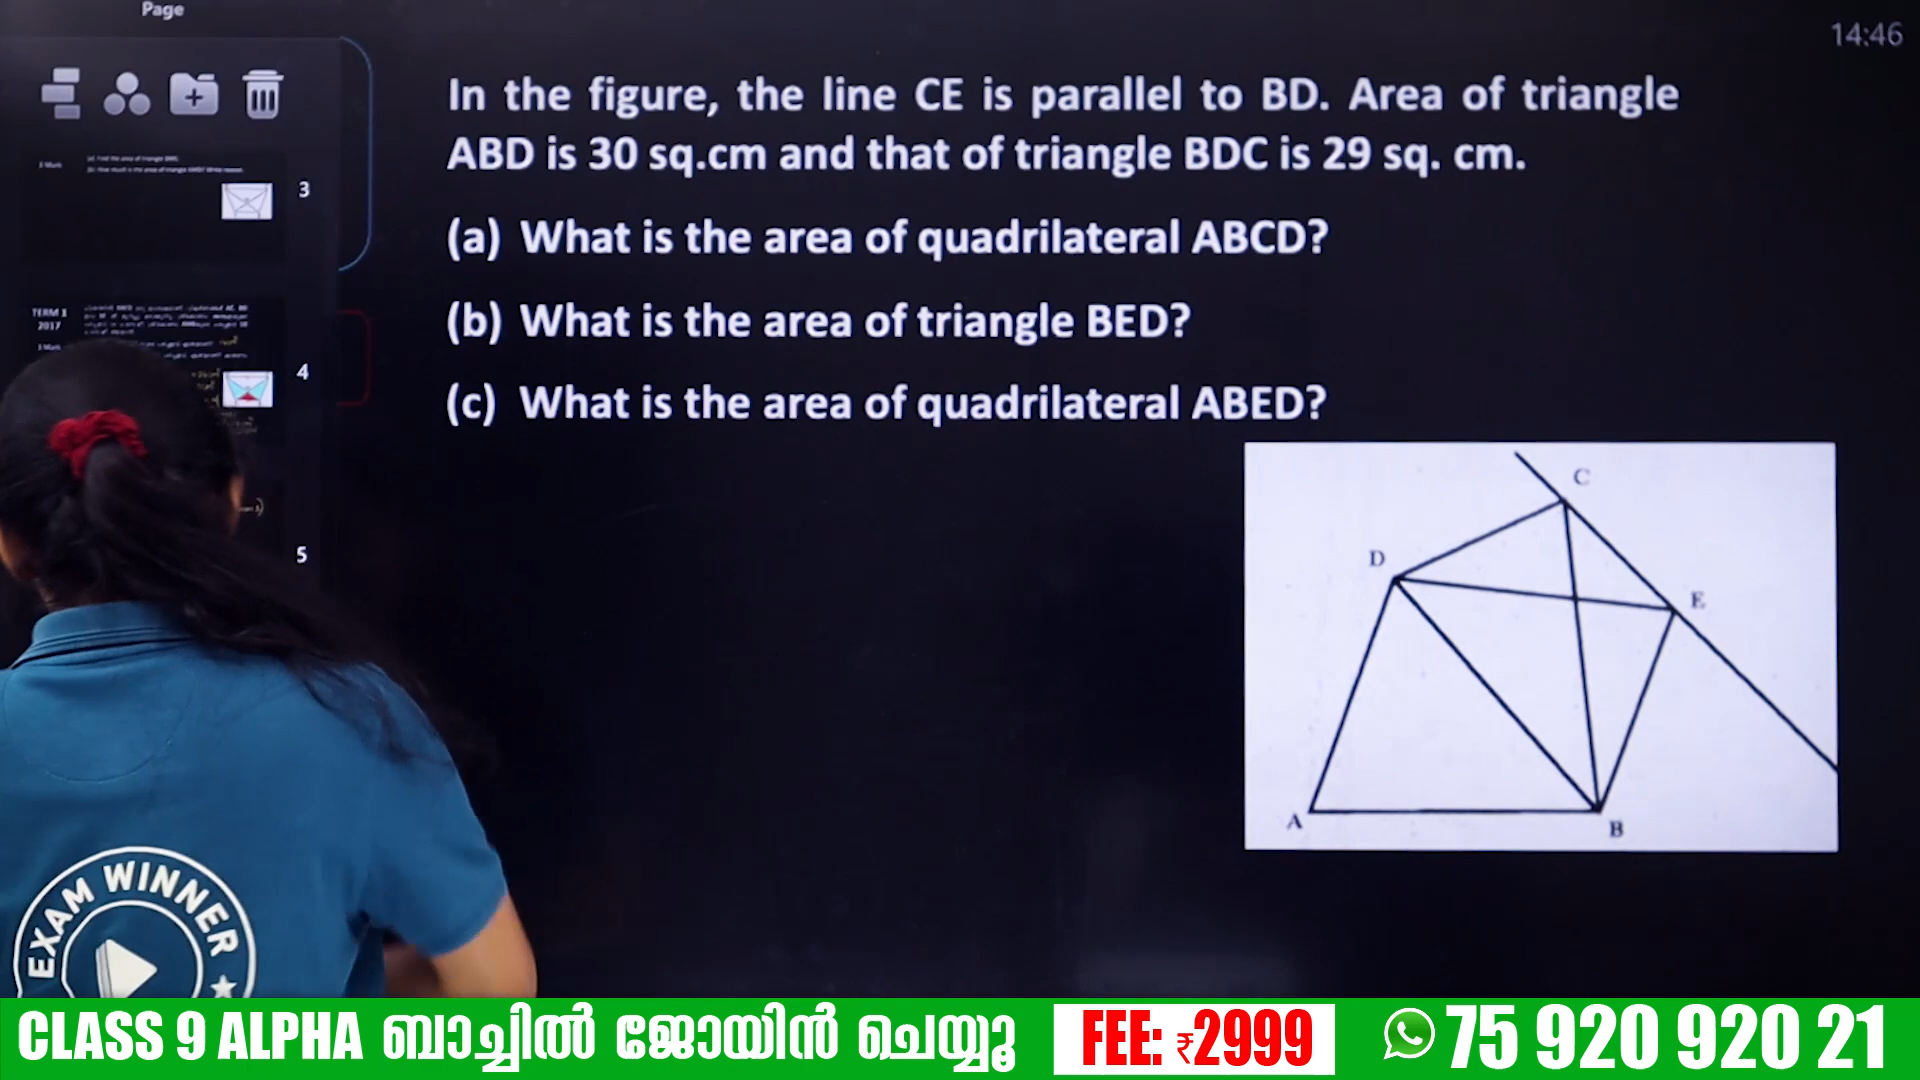 Page
14:46
In the figure, the line CE is parallel to BD. Area of triangle
ABD is 30 sq.cm and that of triangle BDC is 29 sq. cm.
(a) What is the area of quadrilateral ABCD?
(b) What is the area of triangle BED?
(c) What is the area of quadrilateral ABED?
3
TERM 1
2017
4
5
C
D
E
A
B
EXAM WINNER
CLASS 9 ALPHA ബാച്ചിൽ ജോയിൻ ചെയ്യൂ
FEE: ₹2999
75 920 920 21